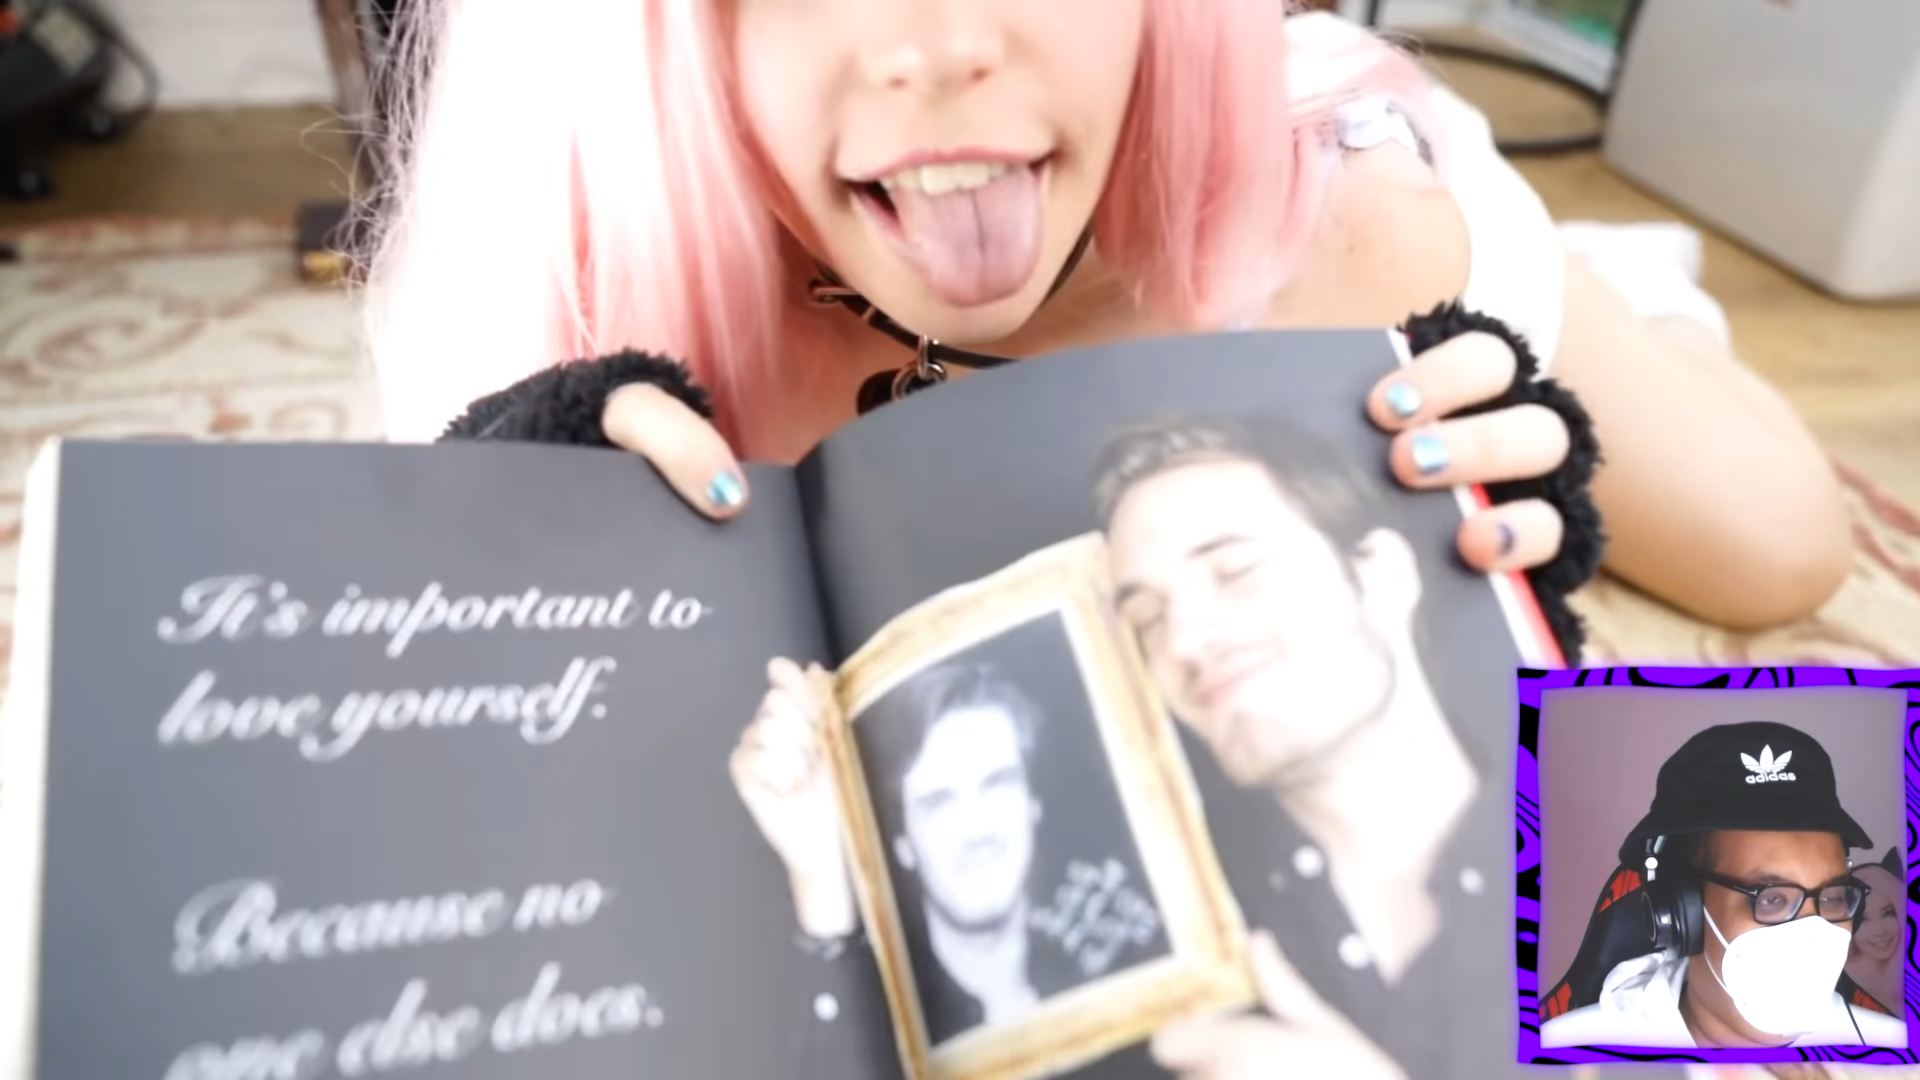 It's important to
love yourself.
Because no
one else does.
adidas